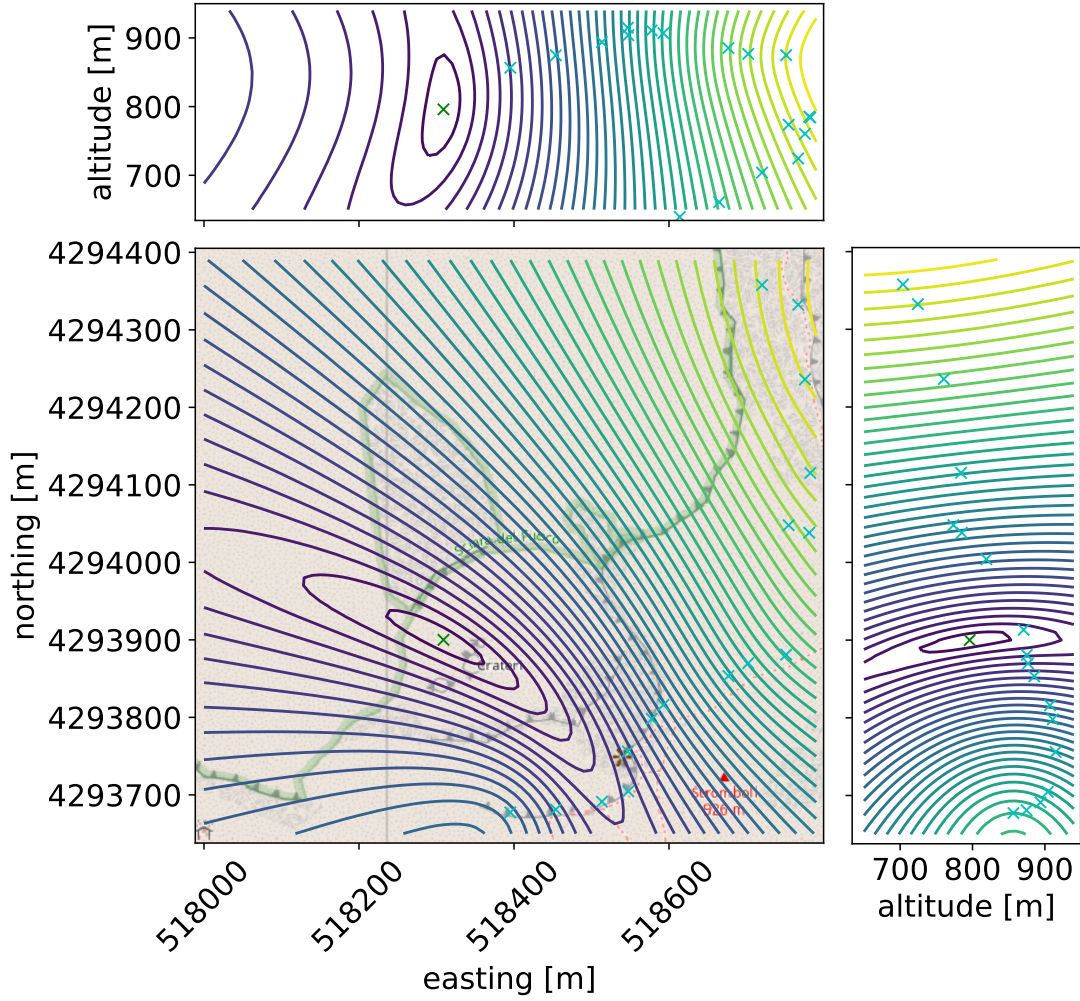 900
800
700
altitude [m]
4294400
4294300
4294200
4294100
4294000
4293900
4293800
4293700
northing [m]
Sciara del Fuoco
Crateri
Stromboli
926 m
518000
518200
518400
518600
easting [m]
700 800 900
altitude [m]